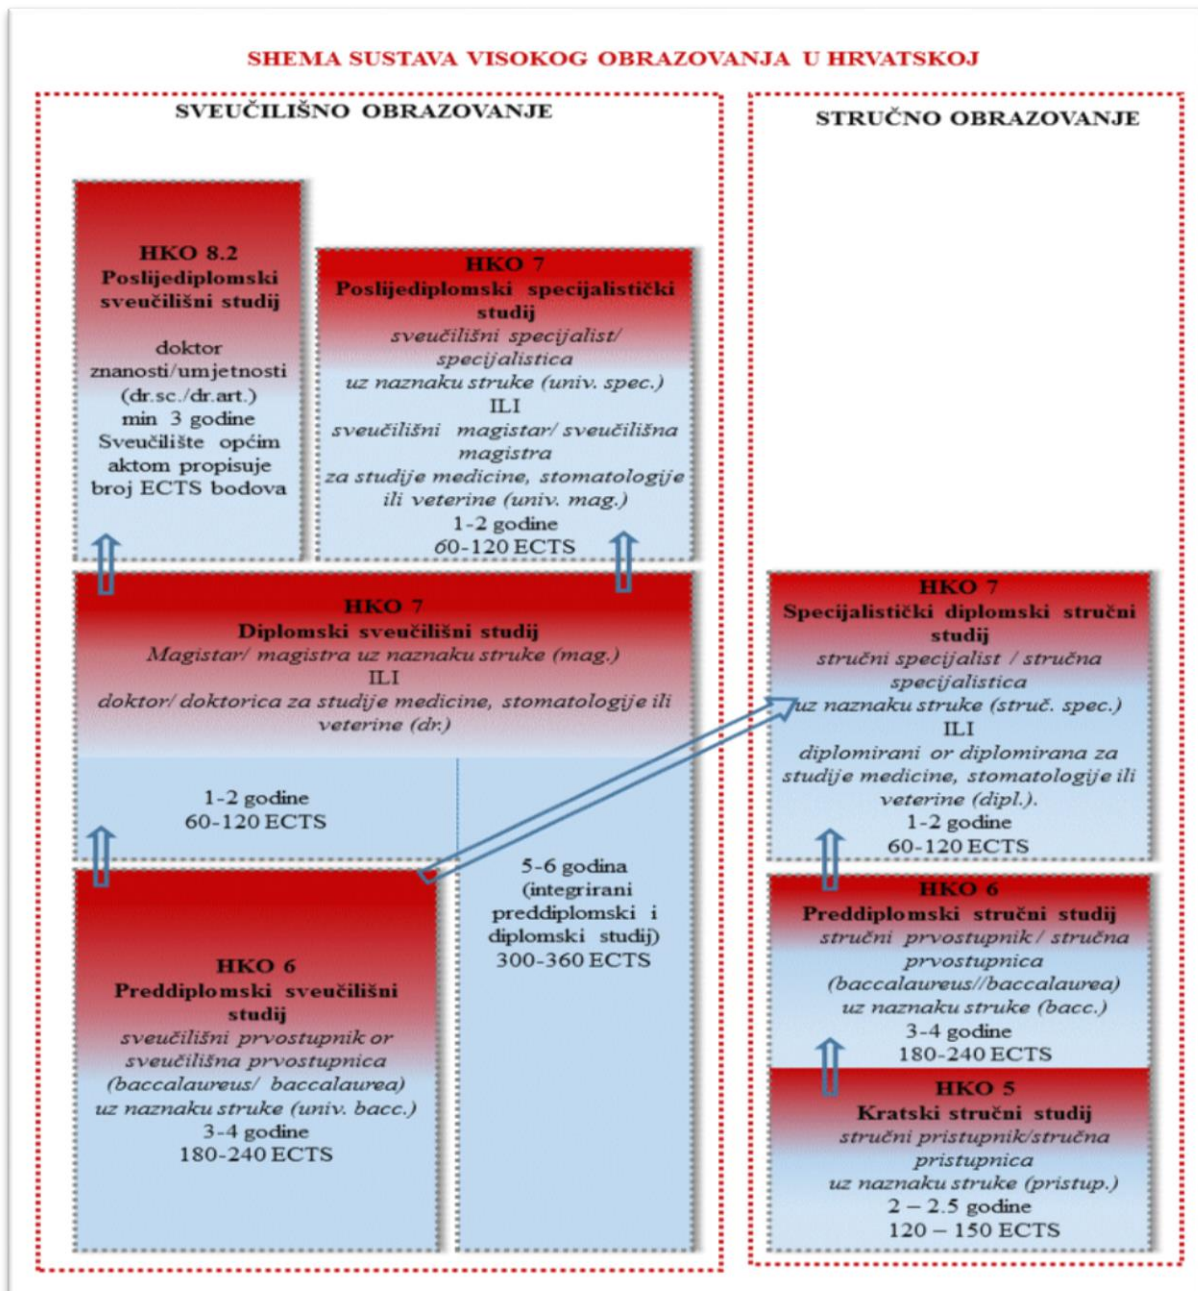 SHEMA SUSTAVA VISOKOG OBRAZOVANJA U HRVATSKOJ
SVEUČILIŠNO OBRAZOVANJE
HKO 8.2
Poslijediplomski
sveučilišni studij
doktor
znanosti/umjetnosti
(dr.sc./dr.art.)
min 3 godine
Sveučilište općim
aktom propisuje
broj ECTS bodova
HKO 7
Poslijediplomski specijalistički
studij
sveučilišni specijalist/
specijalistica
uz naznaku struke (univ. spec.)
ILI
sveučilišni magistar/ sveučilišna
magistra
za studije medicine, stomatologije
ili veterine (univ. mag.)
1-2 godine
60-120 ECTS
HKO 7
Diplomski sveučilišni studij
Magistar/ magistra uz naznaku struke (mag.)
ILI
doktor/ doktorica za studije medicine, stomatologije ili
veterine (dr.)
1-2 godine
60-120 ECTS
5-6 godina
(integrirani
preddiplomski i
diplomski studij)
300-360 ECTS
HKO 6
Preddiplomski sveučilišni
studij
sveučilišni prvostupnik or
sveučilišna prvostupnica
(baccalaureus/ baccalaurea)
uz naznaku struke (univ. bacc.)
3-4 godine
180-240 ECTS
STRUČNO OBRAZOVANJE
HKO 7
Specijalistički diplomski stručni
studij
stručni specijalist / stručna
specijalistica
uz naznaku struke (struč. spec.)
ILI
diplomirani or diplomirana za
studije medicine, stomatologije ili
veterine (dipl.).
1-2 godine
60-120 ECTS
HKO 6
Preddiplomski stručni studij
stručni prvostupnik / stručna
prvostupnica
(baccalaureus//baccalaurea)
uz naznaku struke (bacc.)
3-4 godine
180-240 ECTS
HKO 5
Kratski stručni studij
stručni pristupnik/stručna
pristupnica
uz naznaku struke (pristup.)
2 – 2.5 godine
120 – 150 ECTS